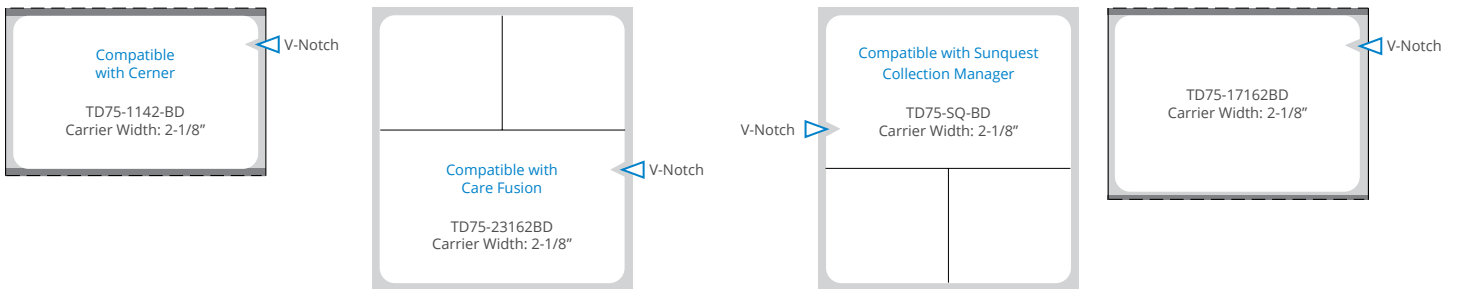 Compatible
with Cerner
V-Notch
TD75-1142-BD
Carrier Width: 2-1/8”
Compatible with
Care Fusion
V-Notch
TD75-23162BD
Carrier Width: 2-1/8”
Compatible with Sunquest
Collection Manager
TD75-SQ-BD
V-Notch
Carrier Width: 2-1/8”
V-Notch
TD75-17162BD
Carrier Width: 2-1/8”